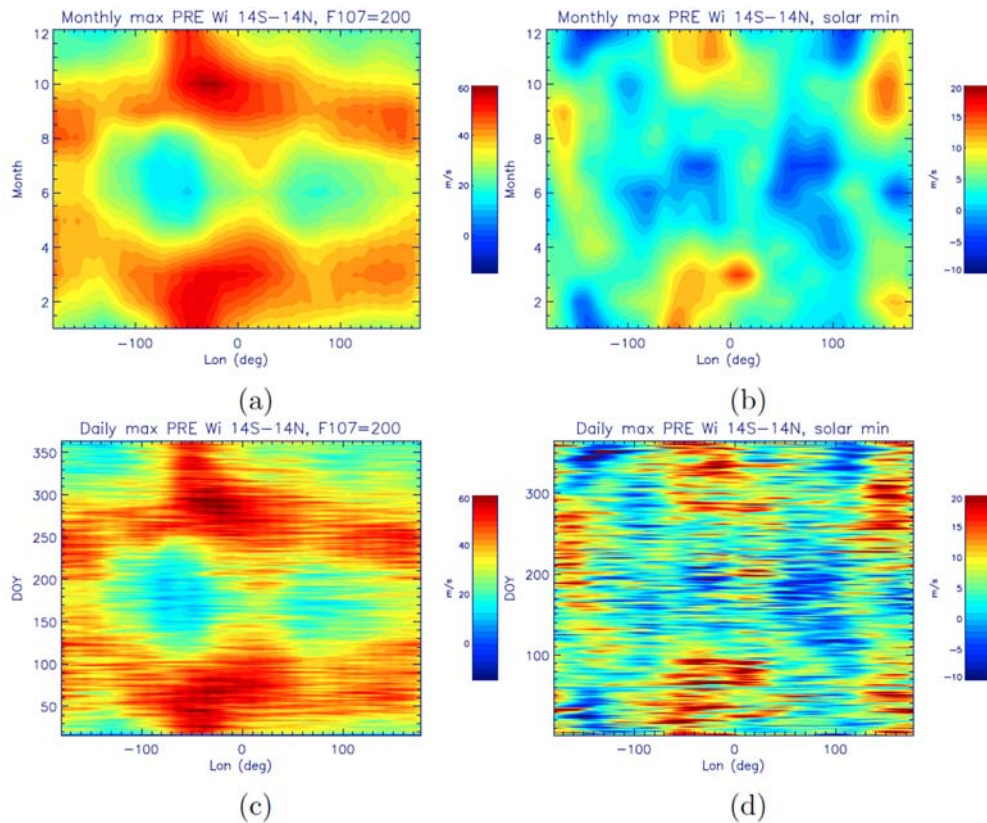 Monthly max PRE Wi 14S-14N, F107=200
12
10
8
6
4
2
Month
-100 0 100
Lon (deg)
60
40
20
0
m/s
(a)
Monthly max PRE Wi 14S-14N, solar min
12
10
8
6
4
2
Month
-100 0 100
Lon (deg)
20
15
10
5
0
-5
-10
m/s
(b)
Daily max PRE Wi 14S-14N, F107=200
350
300
250
200
150
100
50
DOY
-100 0 100
Lon (deg)
60
40
20
0
m/s
(c)
Daily max PRE Wi 14S-14N, solar min
300
200
100
DOY
-100 0 100
Lon (deg)
20
15
10
5
0
-5
-10
m/s
(d)